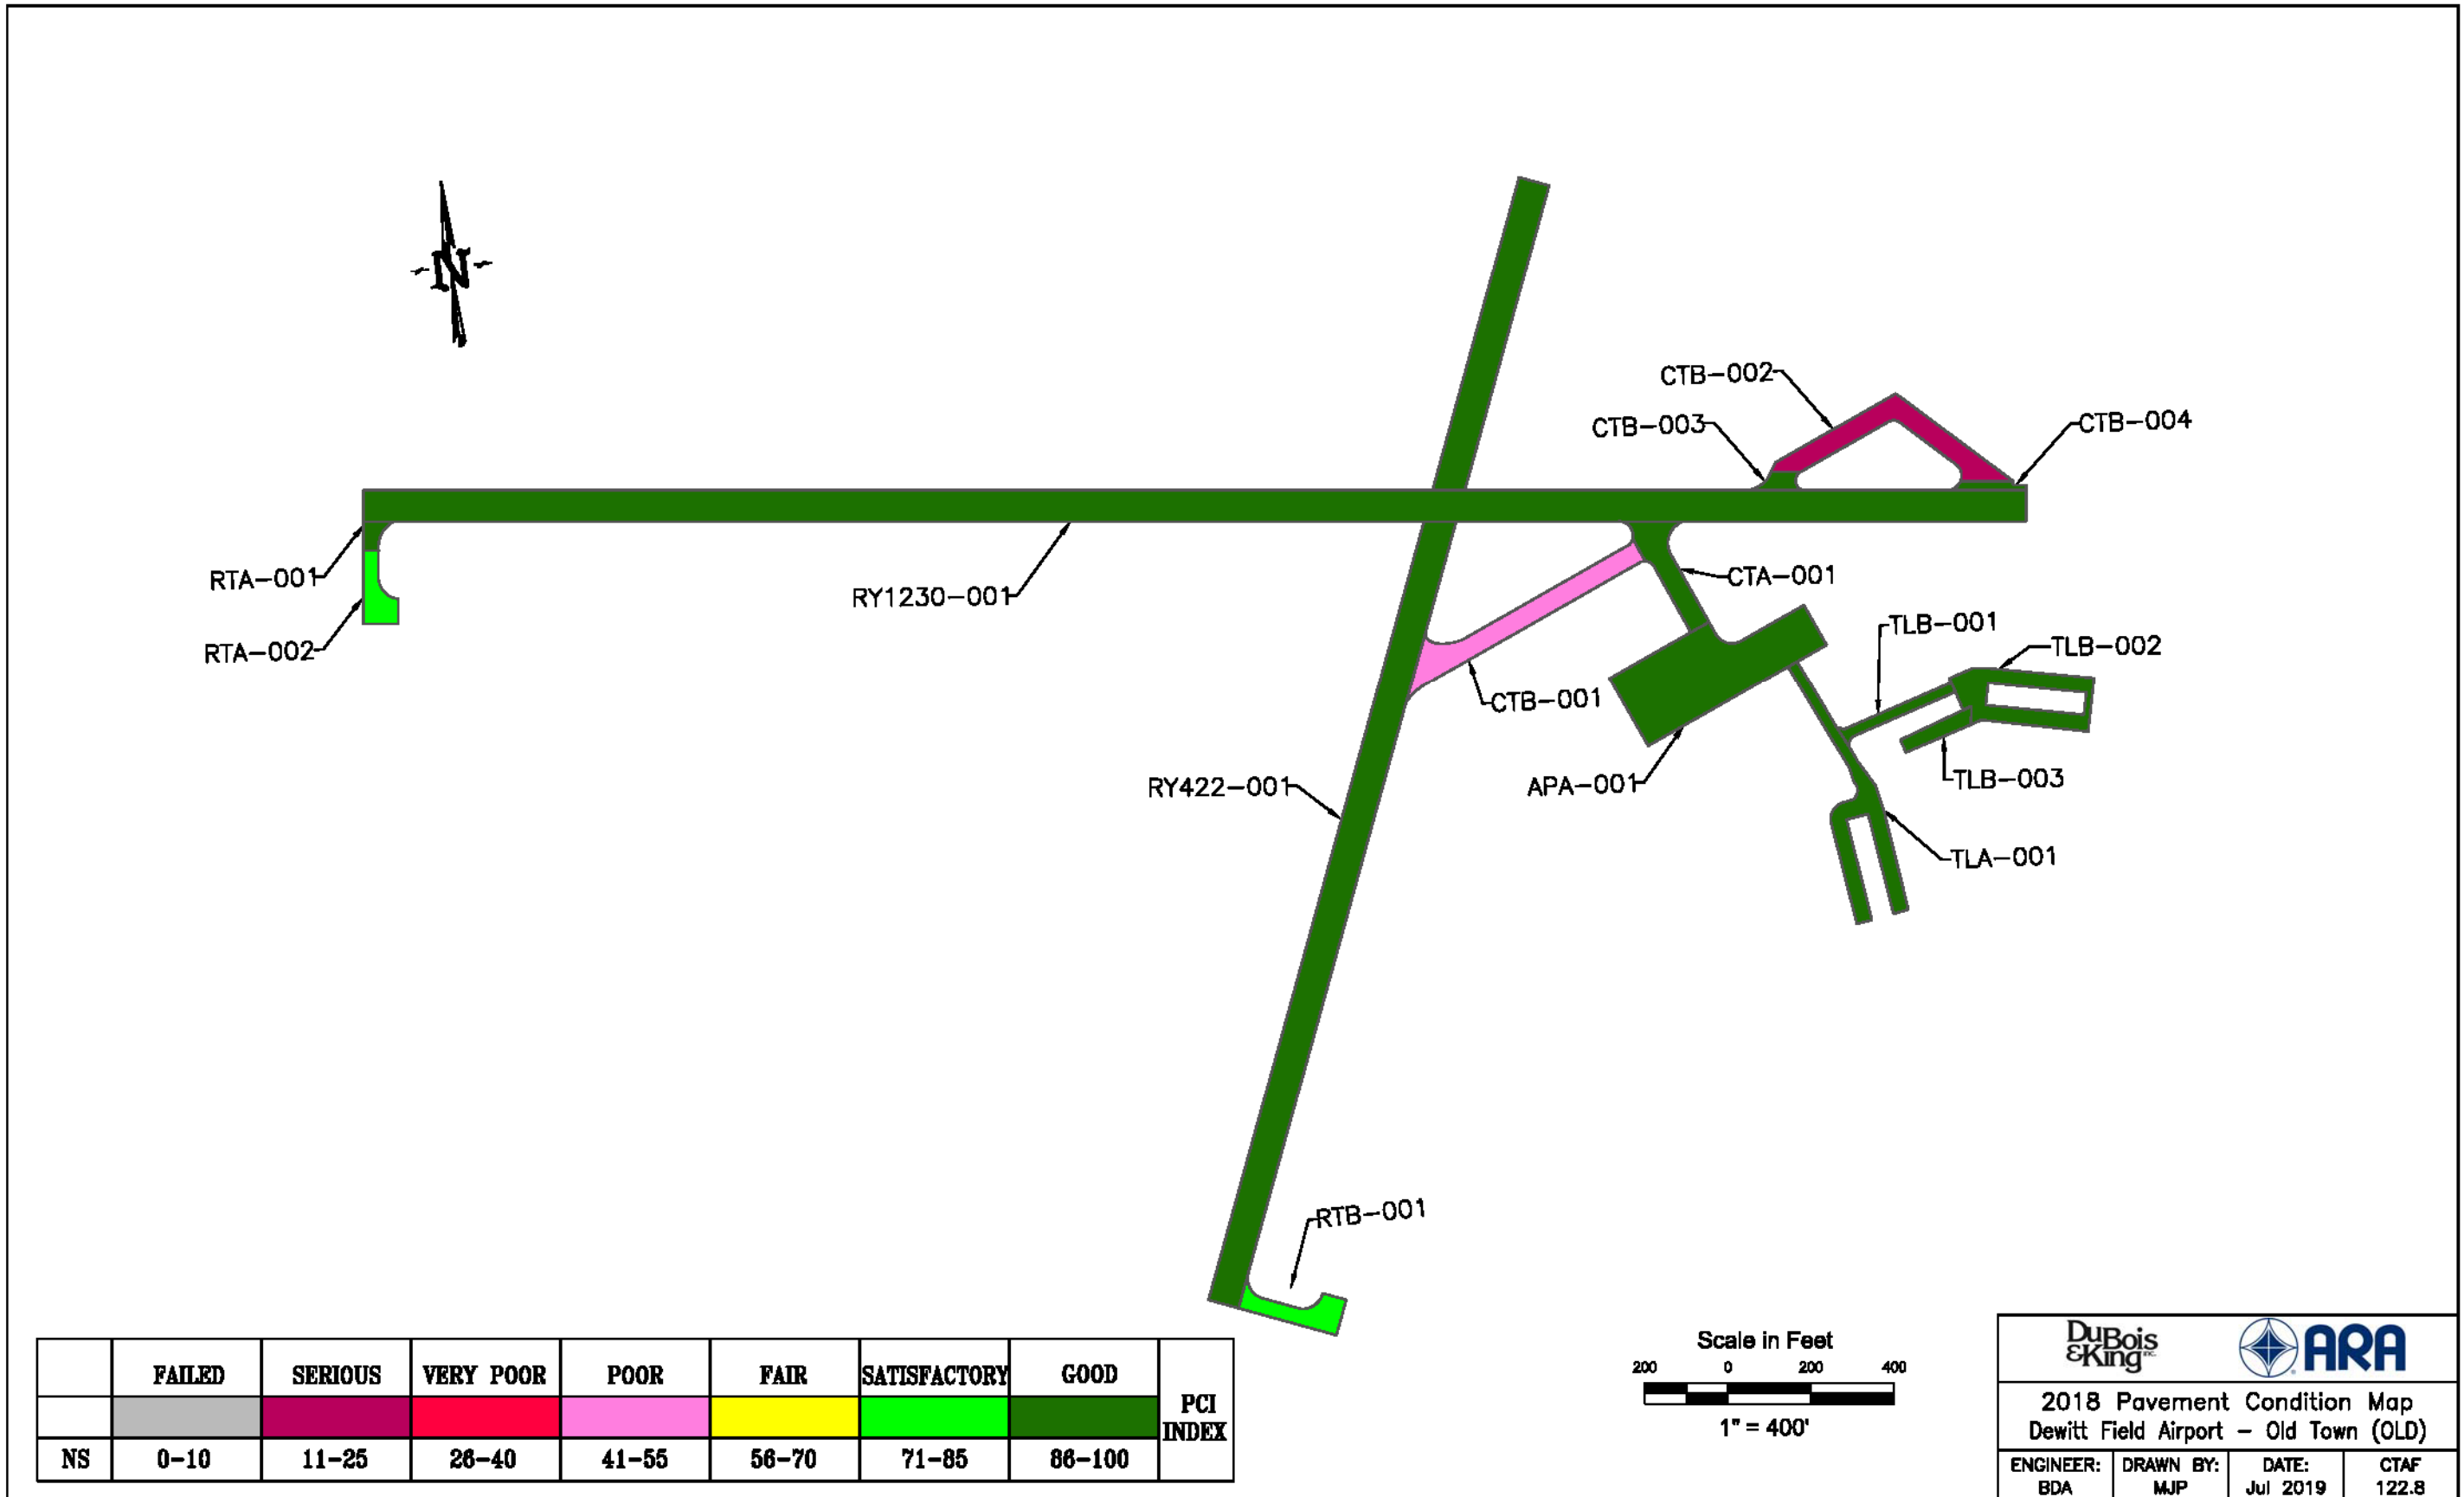 N
CTB-002
CTB-003
CTB-004
RTA-001
RTA-002
RY1230-001
CTA-001
TLB-001
TLB-002
CTB-001
TLB-003
RY422-001
APA-001
TLA-001
RTB-001
FAILED SERIOUS VERY POOR POOR FAIR SATISFACTORY GOOD
PCI
INDEX
NS 0-10 11-25 26-40 41-55 56-70 71-85 86-100
Scale in Feet
200 0 200 400
1" = 400'
DuBois
&King inc.
ARA
2018 Pavement Condition Map
Dewitt Field Airport - Old Town (OLD)
ENGINEER: DRAWN BY: DATE: CTAF
BDA MJP Jul 2019 122.8